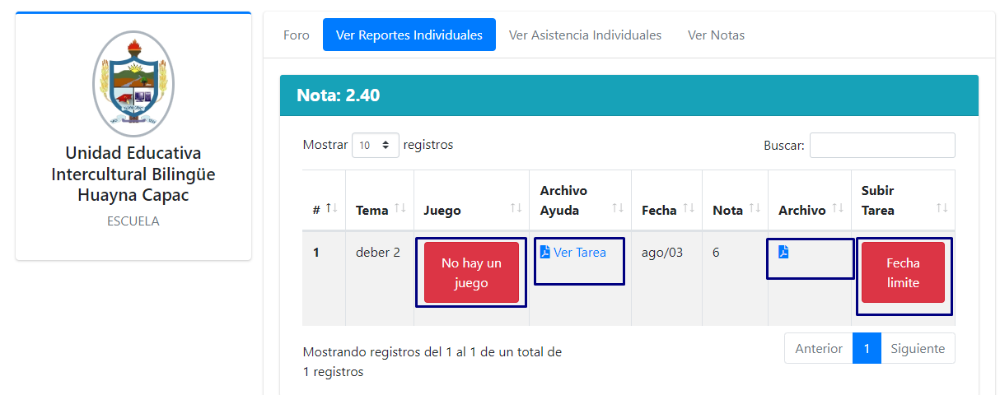 Foro
Ver Reportes Individuales
Ver Asistencia Individuales
Ver Notas
Unidad Educativa
Intercultural Bilingüe
Huayna Capac
ESCUELA
Nota: 2.40
Mostrar 10 registros
Buscar:
#
Tema
Juego
Archivo
Ayuda
Fecha
Nota
Archivo
Subir
Tarea
1
deber 2
No hay un
juego
Ver Tarea
ago/03
6
Fecha
limite
Mostrando registros del 1 al 1 de un total de
1 registros
Anterior
1
Siguiente